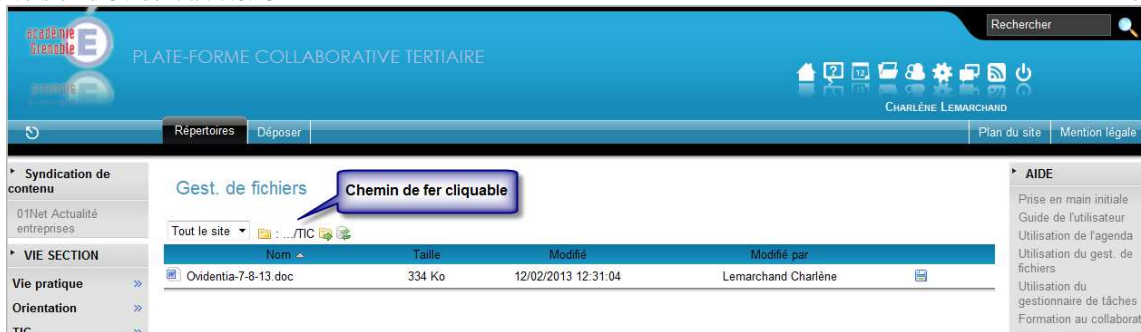 Rechercher
académie
Grenoble
PLATE-FORME COLLABORATIVE TERTIAIRE
12
CHARLÈNE LEMARCHAND
Répertoires
Déposer
Plan du site
Mention légale
Syndication de
contenu
01Net Actualité
entreprises
VIE SECTION
Vie pratique »
Orientation »
TIC »
Gest. de fichiers
Chemin de fer cliquable
Tout le site
: .../TIC
Nom Taille Modifié Modifié par
Ovidentia-7-8-13.doc 334 Ko 12/02/2013 12:31:04 Lemarchand Charlène
AIDE
Prise en main initiale
Guide de l'utilisateur
Utilisation de l'agenda
Utilisation du gest. de
fichiers
Utilisation du
gestionnaire de tâches
Formation au collaborat